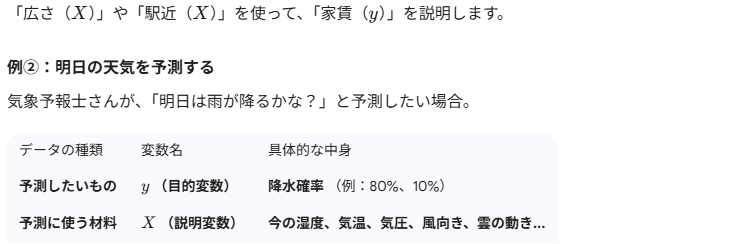 「広さ（X）」や「駅近（X）」を使って、「家賃（y）」を説明します。
例②：明日の天気を予測する
気象予報士さんが、「明日は雨が降るかな？」と予測したい場合。
データの種類 変数名 具体的な中身
予測したいもの y （目的変数） 降水確率 （例：80%、10%）
予測に使う材料 X （説明変数） 今の湿度、気温、気圧、風向き、雲の動き...